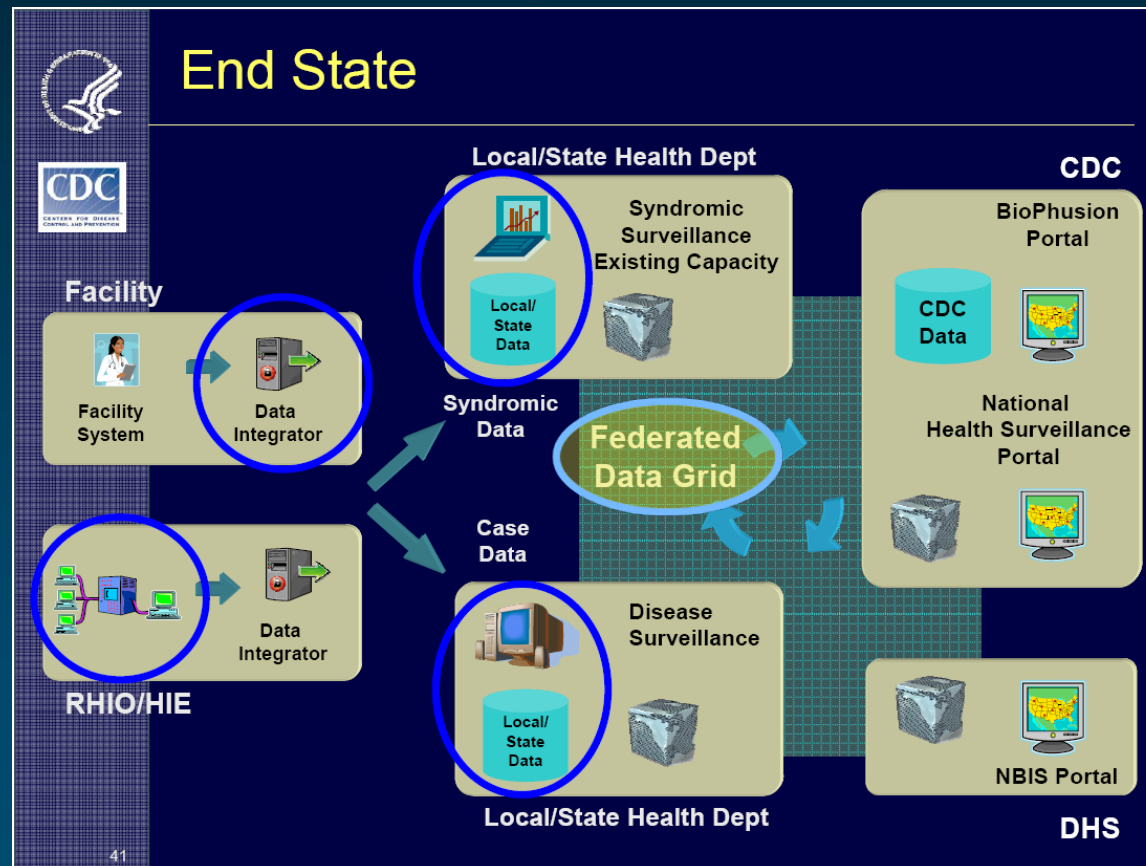 End State
CDC
CENTERS FOR DISEASE
CONTROL AND PREVENTION
Facility
Facility
System
Data
Integrator
Data
Integrator
RHIO/HIE
Local/State Health Dept
Syndromic
Surveillance
Existing Capacity
Local/
State
Data
Syndromic
Data
Federated
Data Grid
Case
Data
Disease
Surveillance
Local/
State
Data
Local/State Health Dept
CDC
BioPhusion
Portal
CDC
Data
National
Health Surveillance
Portal
NBIS Portal
DHS
41